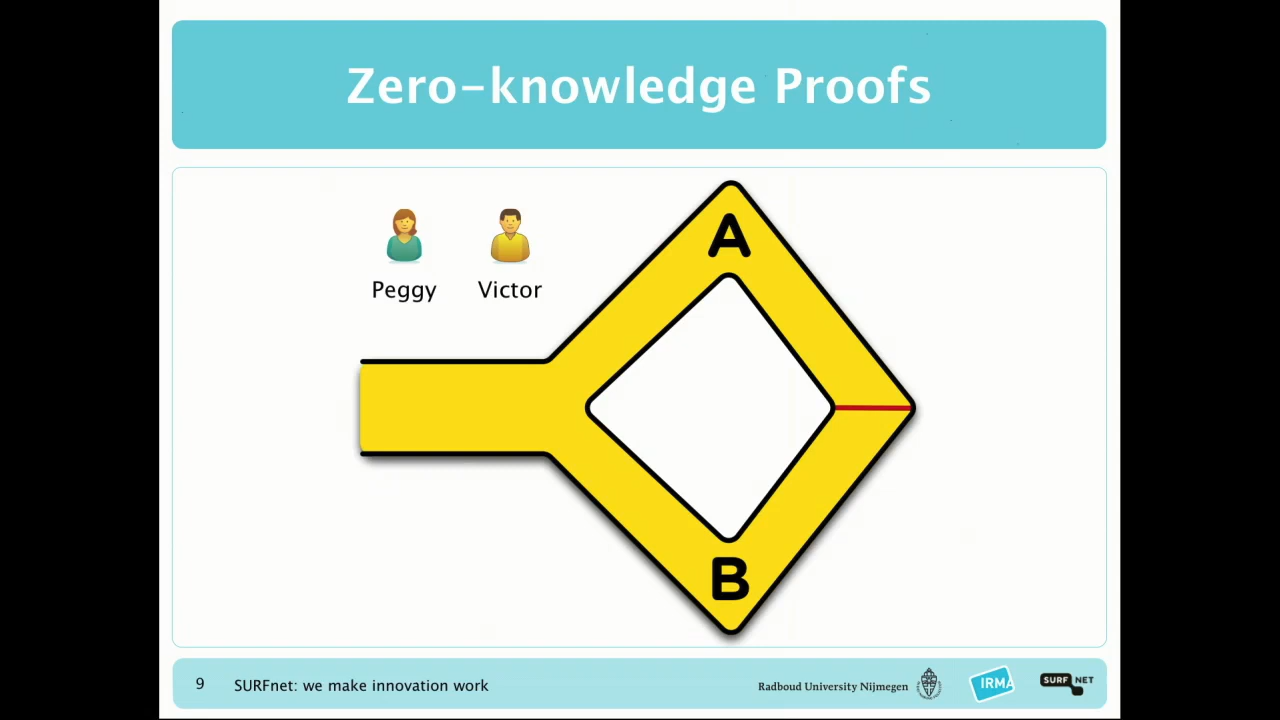 Zero-knowledge Proofs
Peggy Victor
A
B
9 SURFnet: we make innovation work
Radboud University Nijmegen
IRMA
SURF NET